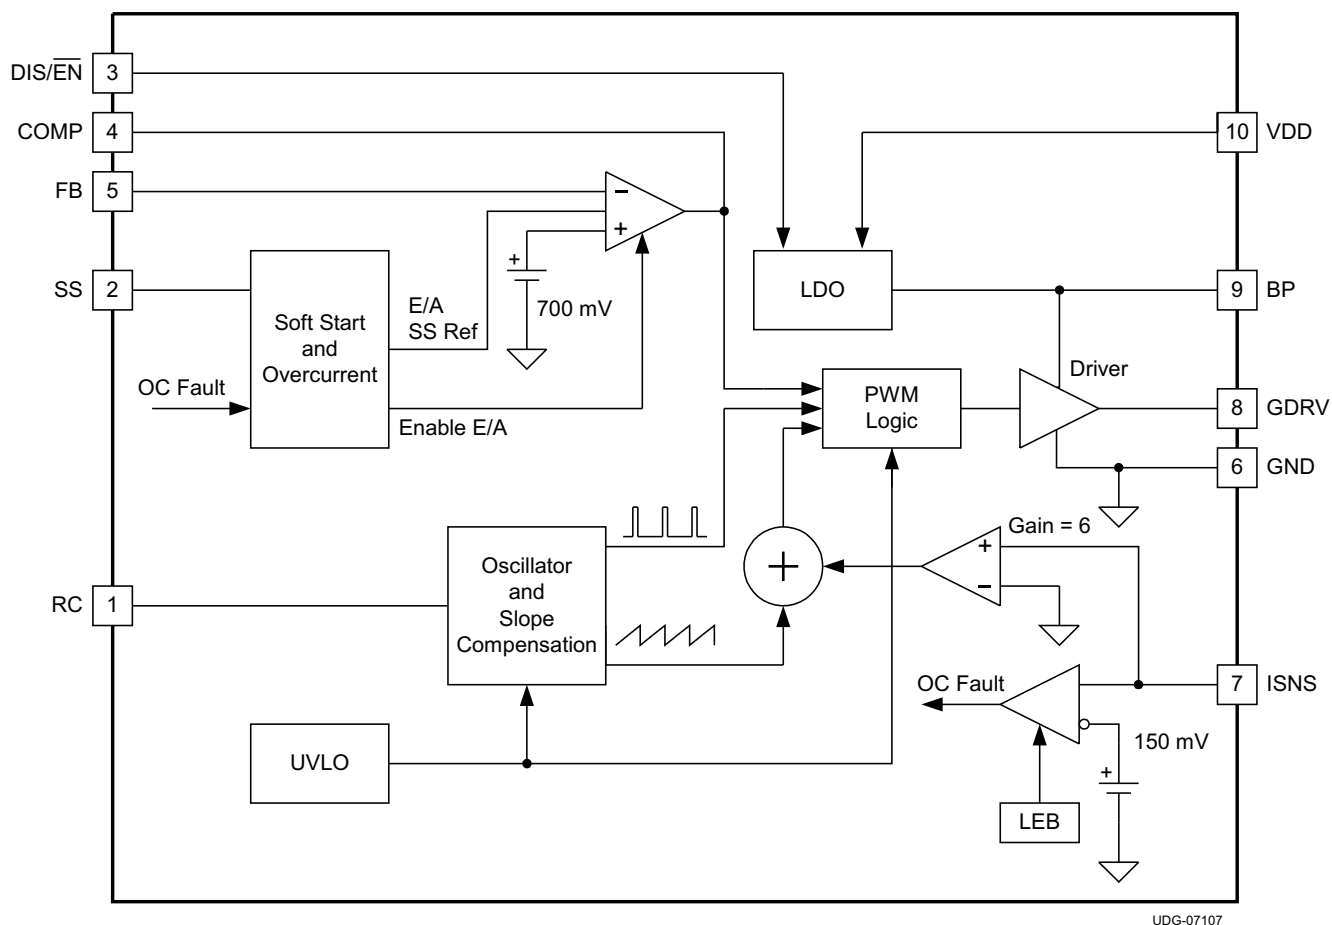 DIS/EN 3
COMP 4
10 VDD
FB 5
−
+
SS 2
+
700 mV
LDO
9 BP
Soft Start
and
Overcurrent
E/A
SS Ref
OC Fault
Enable E/A
PWM
Logic
Driver
8 GDRV
6 GND
Gain = 6
+
−
+
Oscillator
and
Slope
Compensation
RC 1
OC Fault
7 ISNS
150 mV
+
UVLO
LEB
UDG-07107